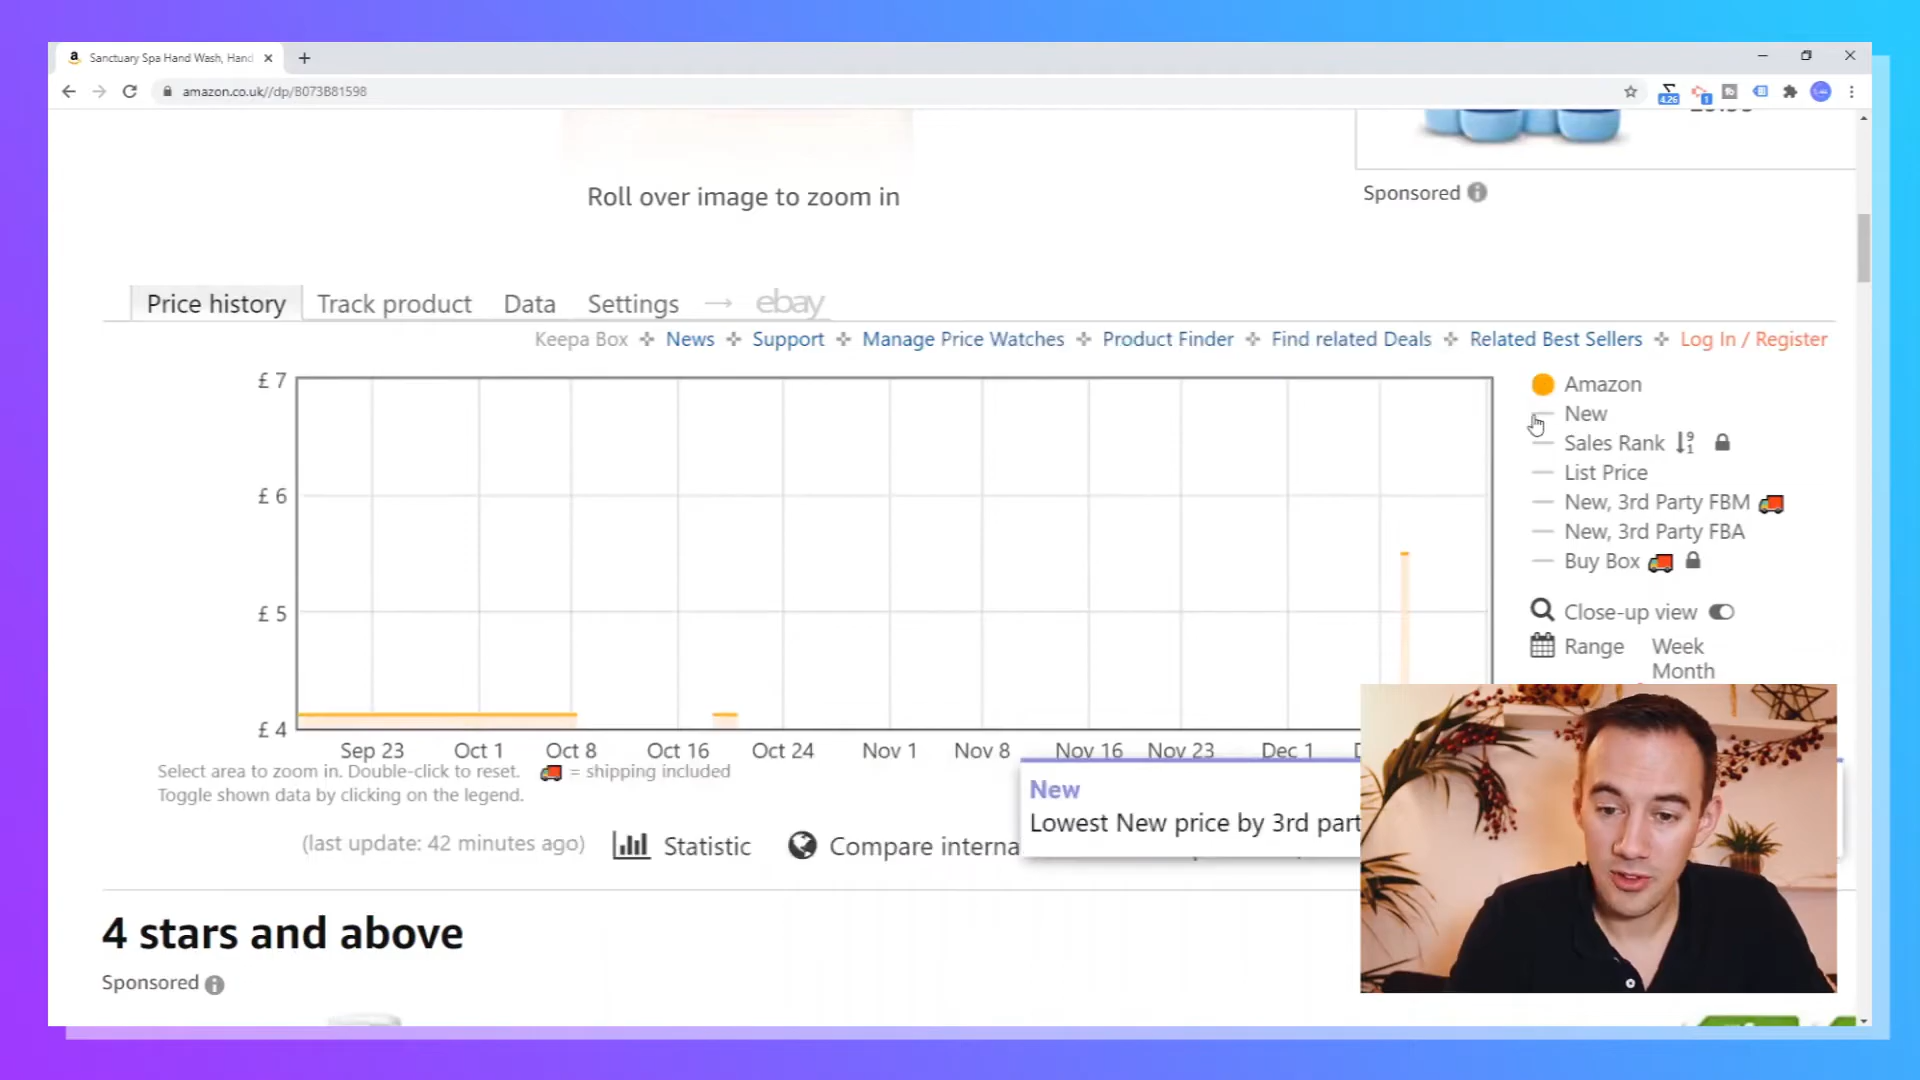 Sanctuary Spa Hand Wash, Hand
amazon.co.uk//dp/B073B81598
4.26
1
Roll over image to zoom in
Sponsored
Price history Track product Data Settings → ebay
Keepa Box News Support Manage Price Watches Product Finder Find related Deals Related Best Sellers Log In / Register
£ 7
£ 6
£ 5
£ 4
Sep 23 Oct 1 Oct 8 Oct 16 Oct 24 Nov 1 Nov 8 Nov 16 Nov 23 Dec 1 D
Amazon
New
Sales Rank
List Price
New, 3rd Party FBM
New, 3rd Party FBA
Buy Box
Close-up view
Range Week
Month
Select area to zoom in. Double-click to reset. = shipping included
Toggle shown data by clicking on the legend.
New
Lowest New price by 3rd part
(last update: 42 minutes ago) Statistic Compare interna
4 stars and above
Sponsored